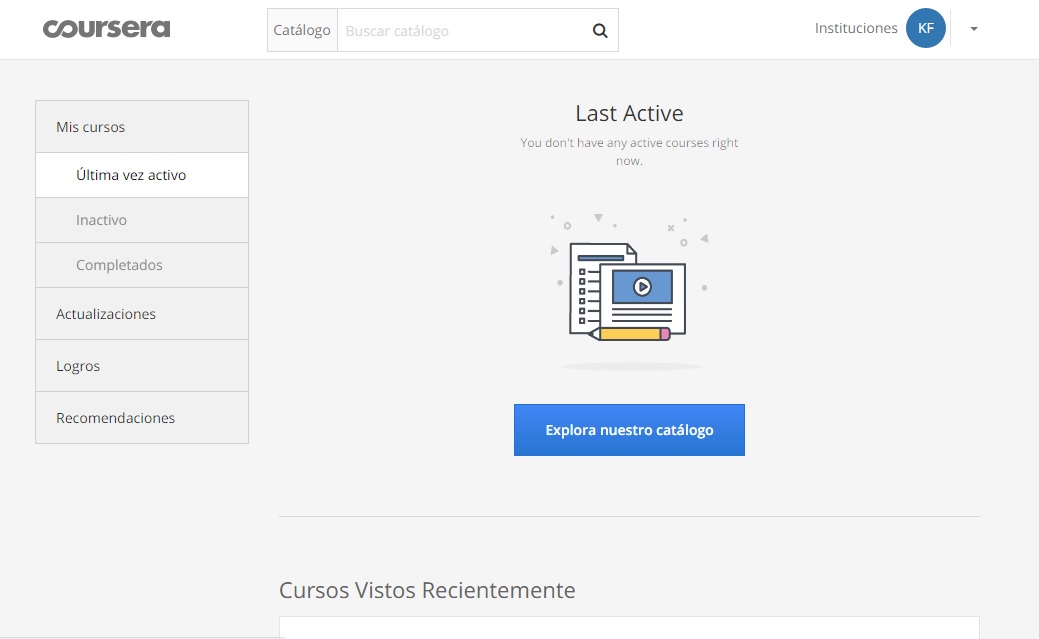 coursera
Catálogo
Buscar catálogo
Instituciones
KF
Mis cursos
Última vez activo
Inactivo
Completados
Actualizaciones
Logros
Recomendaciones
Last Active
You don't have any active courses right
now.
Explora nuestro catálogo
Cursos Vistos Recientemente